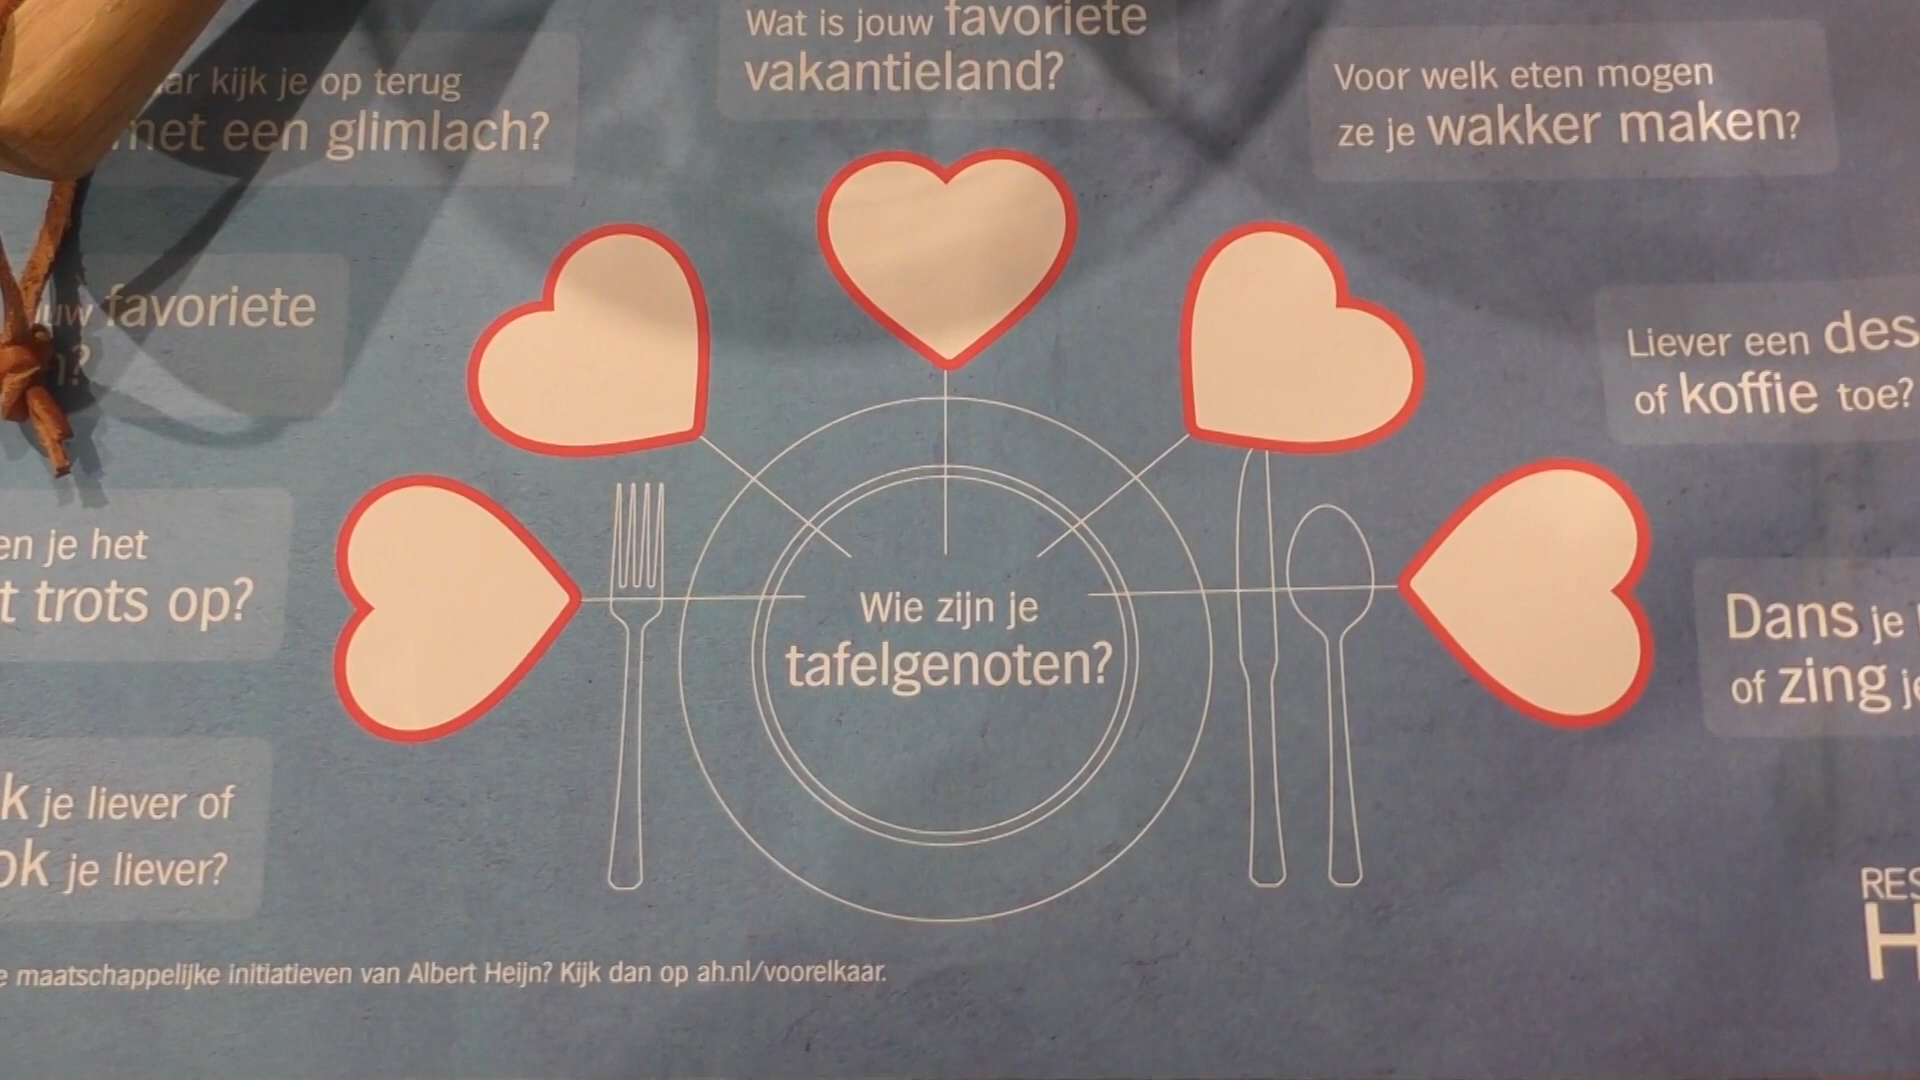 Wat is jouw favoriete
vakantieland?
kijk je op terug
met een glimlach?
Voor welk eten mogen
ze je wakker maken?
favoriete
Liever een
of koffie toe?
je het
trots op?
Wie zijn je
tafelgenoten?
Dans je
of zing
je liever of
je liever?
maatschappelijke initiatieven van Albert Heijn? Kijk dan op ah.nl/voorelkaar.